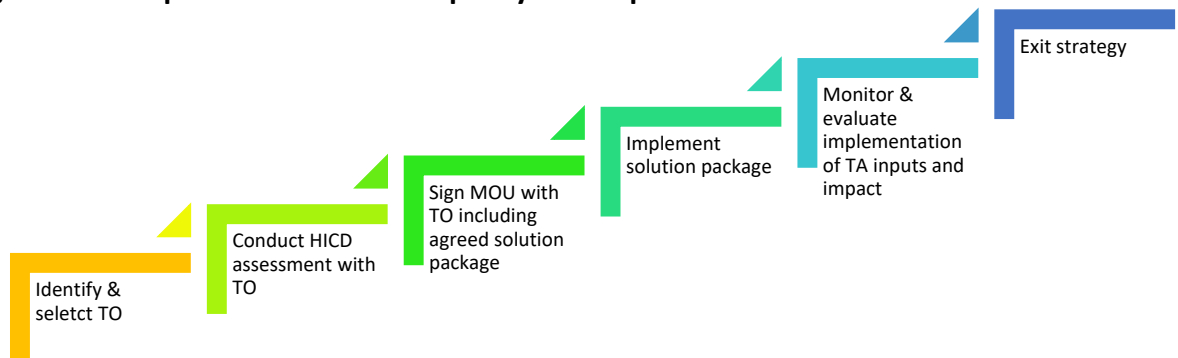 Identify &
seletct TO
Conduct HICD
assessment with
TO
Sign MOU with
TO including
agreed solution
package
Implement
solution package
Monitor &
evaluate
implementation
of TA inputs and
impact
Exit strategy